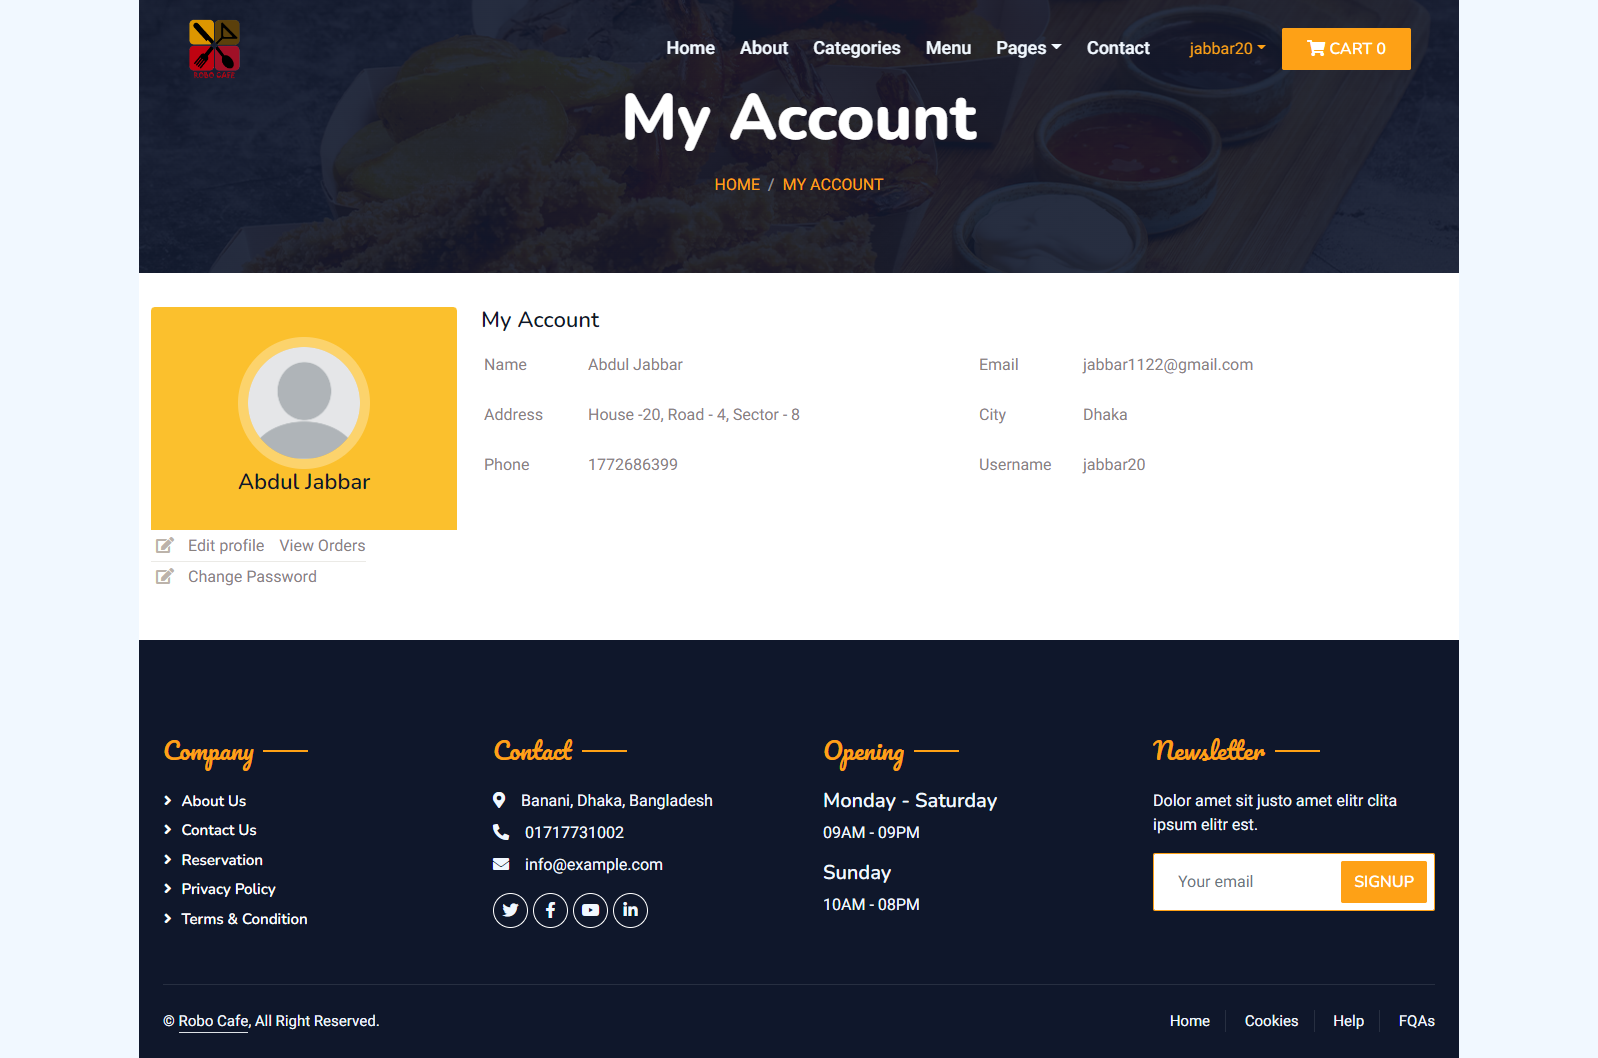 ROBO CAFE
Home About Categories Menu Pages Contact jabbar20 CART 0
My Account
HOME / MY ACCOUNT
My Account
Name Abdul Jabbar Email jabbar1122@gmail.com
Address House -20, Road - 4, Sector - 8 City Dhaka
Phone 1772686399 Username jabbar20
Abdul Jabbar
Edit profile View Orders
Change Password
Company
About Us
Contact Us
Reservation
Privacy Policy
Terms & Condition
Contact
Banani, Dhaka, Bangladesh
01717731002
info@example.com
Opening
Monday - Saturday
09AM - 09PM
Sunday
10AM - 08PM
Newsletter
Dolor amet sit justo amet elitr clita
ipsum elitr est.
Your email SIGNUP
© Robo Cafe, All Right Reserved.
Home Cookies Help FQAs